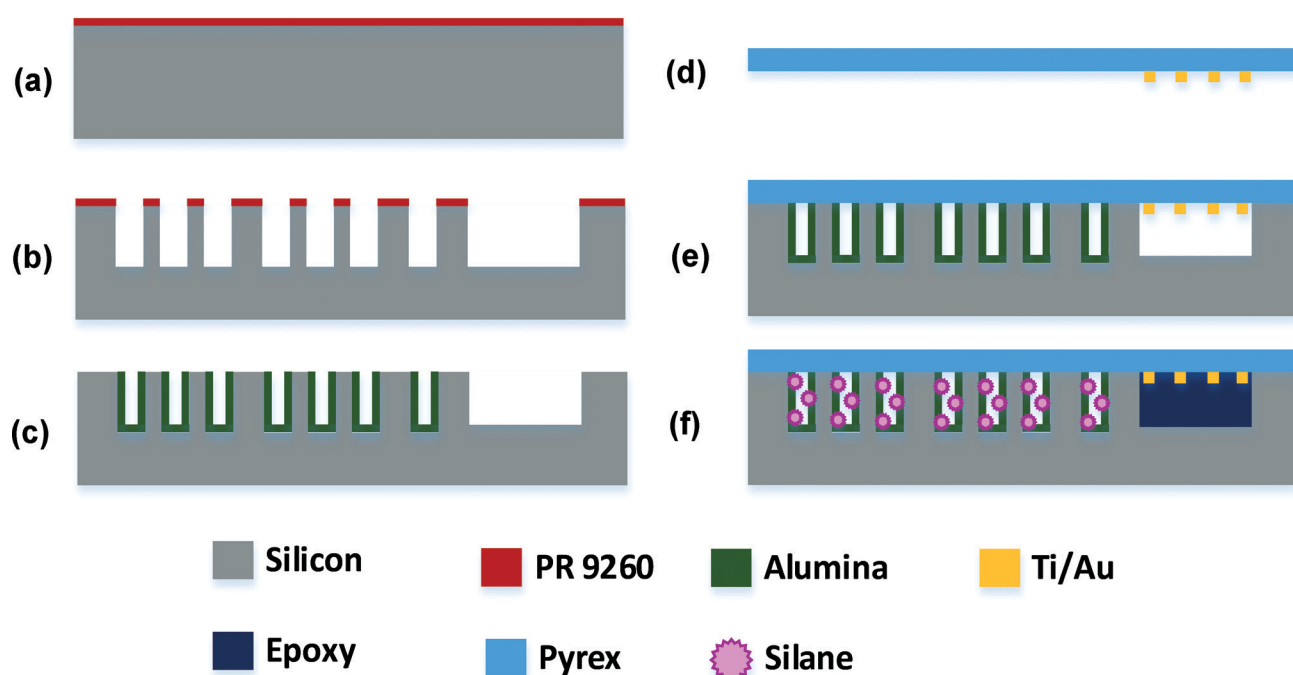 (a)
(b)
(c)
(d)
(e)
(f)
Silicon
PR 9260
Alumina
Ti/Au
Epoxy
Pyrex
Silane